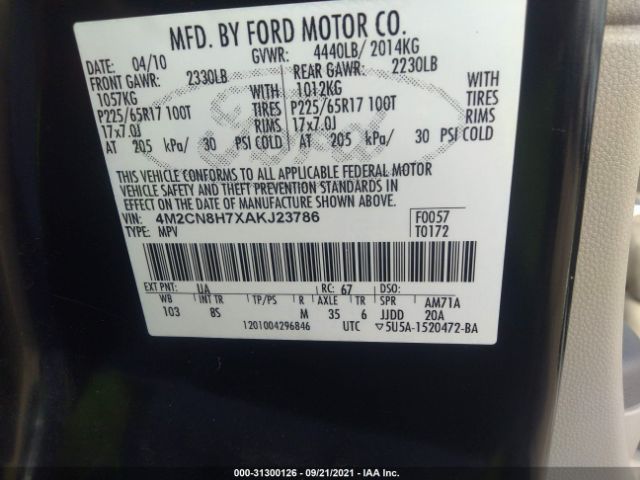 MFD. BY FORD MOTOR CO.
DATE: 04/10 GVWR: 4440LB/ 2014KG
FRONT GAWR: 2330LB REAR GAWR: 2230LB
1057KG WITH 1012KG WITH
P225/65R17 100T TIRES P225/65R17 100T TIRES
17x7.0J RIMS 17x7.0J RIMS
AT 205 kPa/ 30 PSI COLD AT 205 kPa/ 30 PSI COLD
THIS VEHICLE CONFORMS TO ALL APPLICABLE FEDERAL MOTOR
VEHICLE SAFETY AND THEFT PREVENTION STANDARDS IN
EFFECT ON THE DATE OF MANUFACTURE SHOWN ABOVE.
VIN: 4M2CN8H7XAKJ23786 F0057
TYPE: MPV T0172
EXT PNT: UA RC: 67 DSO:
WB INT TR TP/PS R AXLE TR SPR AM71A
103 8S M 35 6 JJDD 20A
1201004296846 UTC ▽5U5A-1520472-BA
000-31300126 - 09/21/2021 - IAA Inc.